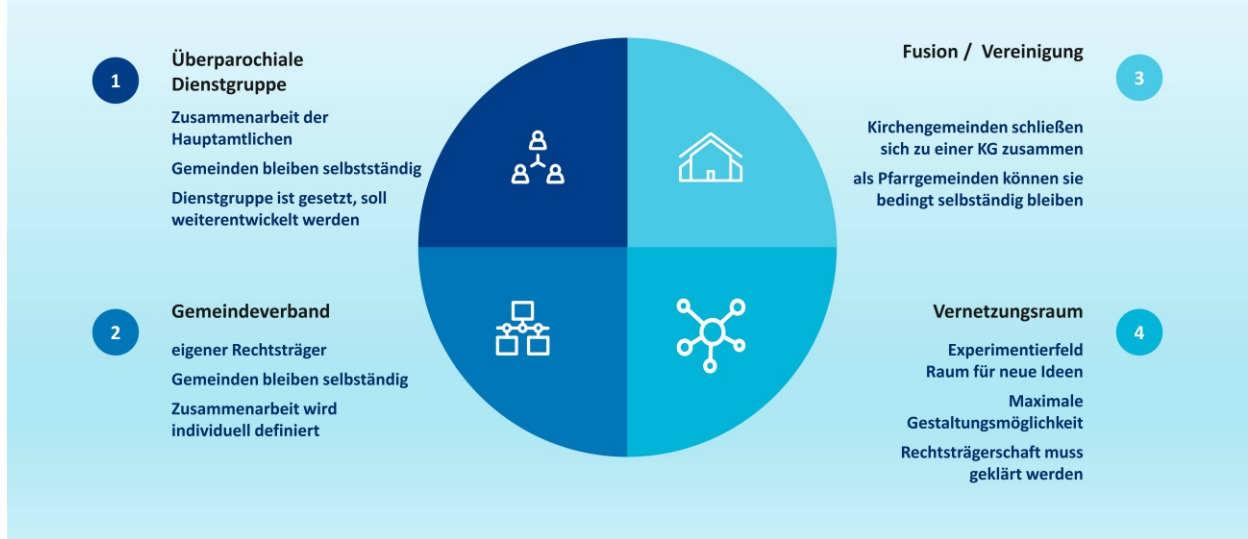 1
Überparochiale
Dienstgruppe
Zusammenarbeit der
Hauptamtlichen
Gemeinden bleiben selbstständig
Dienstgruppe ist gesetzt, soll
weiterentwickelt werden
2
Gemeindeverband
eigener Rechtsträger
Gemeinden bleiben selbständig
Zusammenarbeit wird
individuell definiert
Fusion / Vereinigung
3
Kirchengemeinden schließen
sich zu einer KG zusammen
als Pfarrgemeinden können sie
bedingt selbständig bleiben
Vernetzungsraum
4
Experimentierfeld
Raum für neue Ideen
Maximale
Gestaltungsmöglichkeit
Rechtsträgerschaft muss
geklärt werden